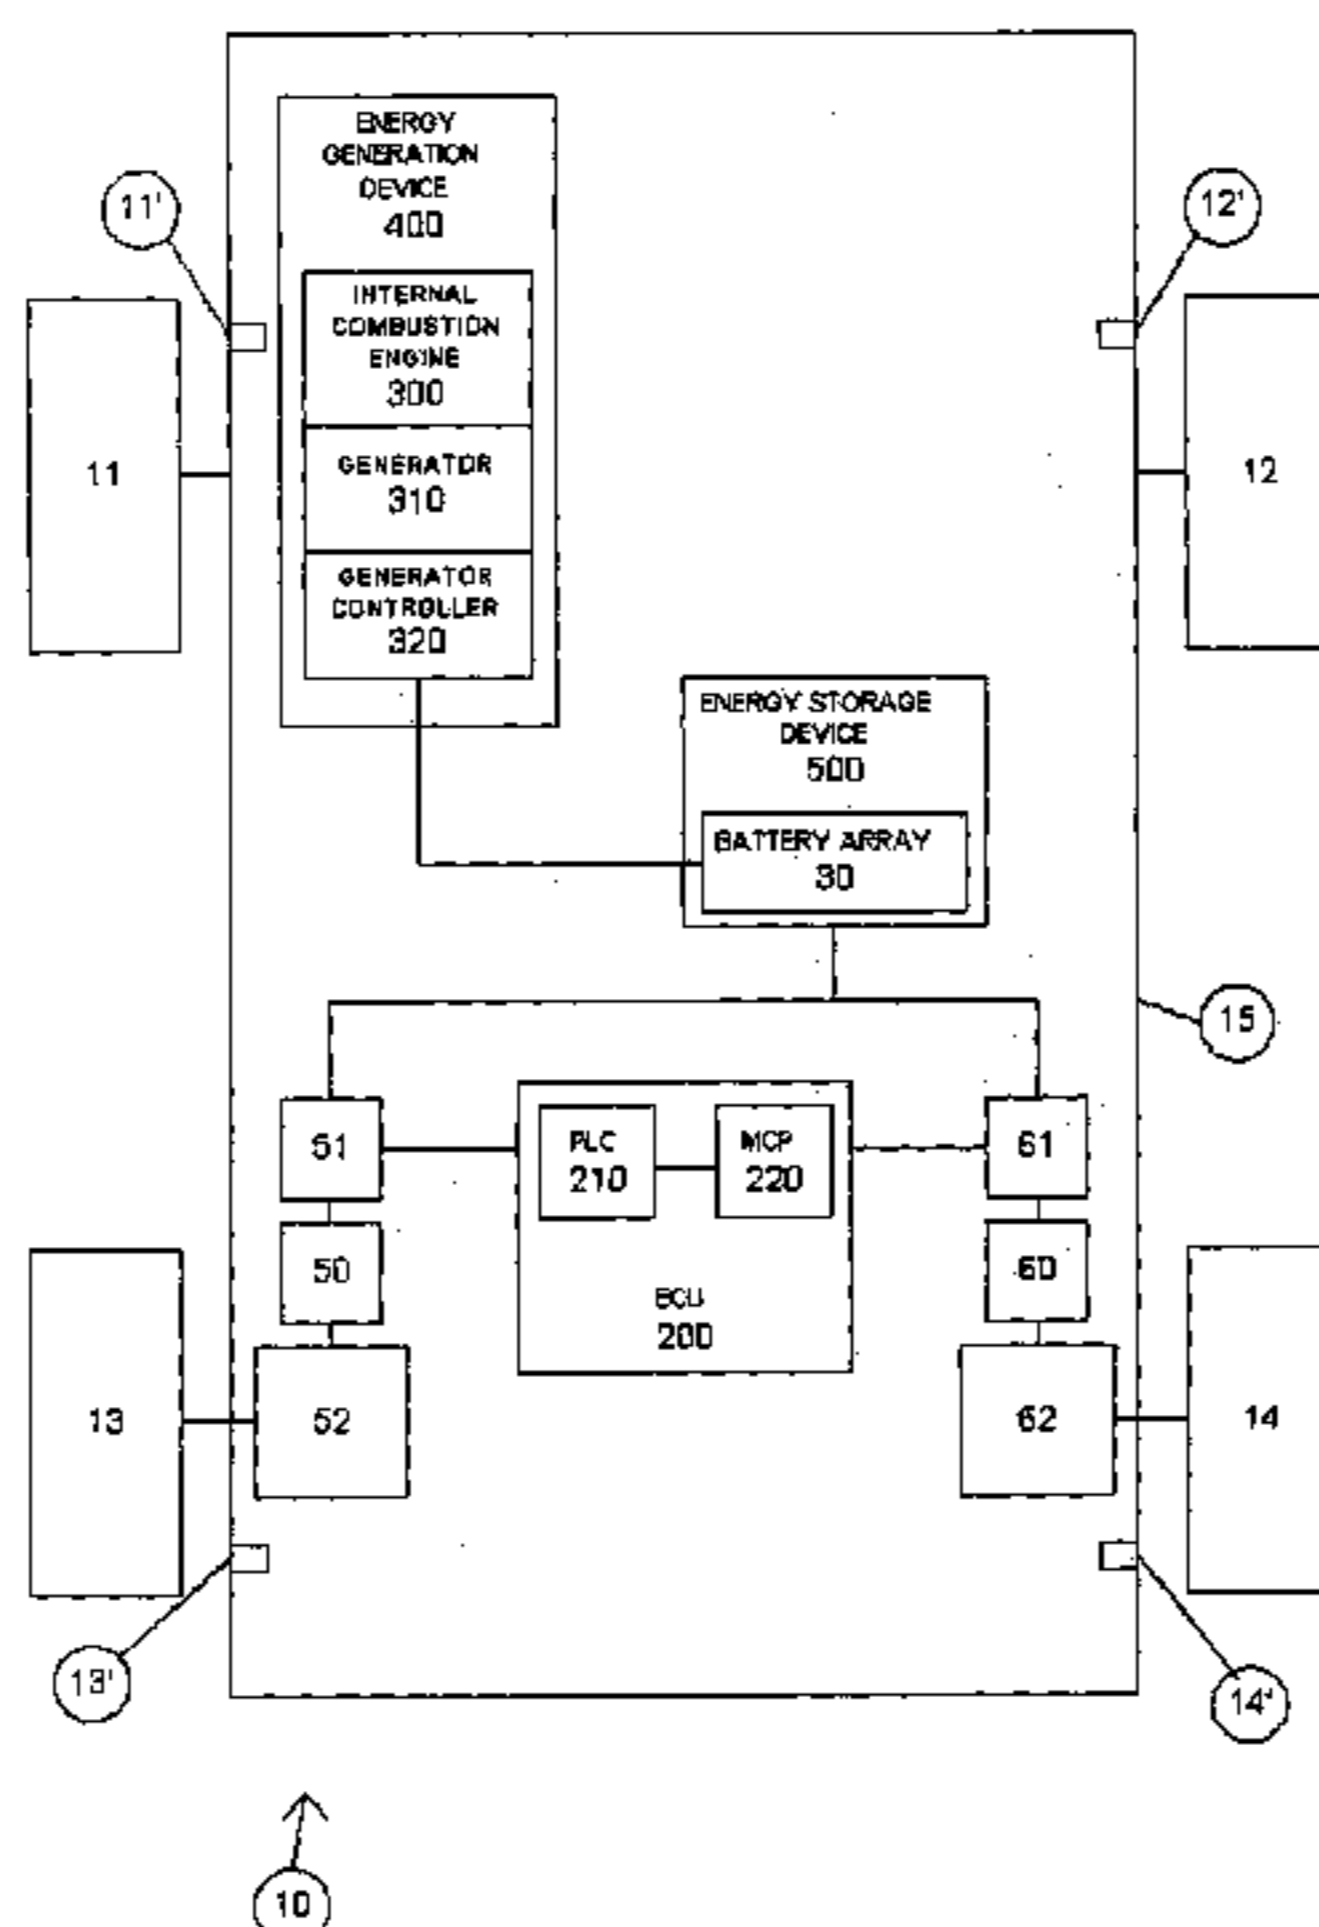 ENERGY
GENERATION
DEVICE
400
11'
12'
INTERNAL
COMBUSTION
ENGINE
300
11
GENERATOR
310
12
GENERATOR
CONTROLLER
320
ENERGY STORAGE
DEVICE
500
BATTERY ARRAY
30
15
51
PLC
210
MCP
220
61
50
60
ECU
200
13
52
62
14
13'
14'
10